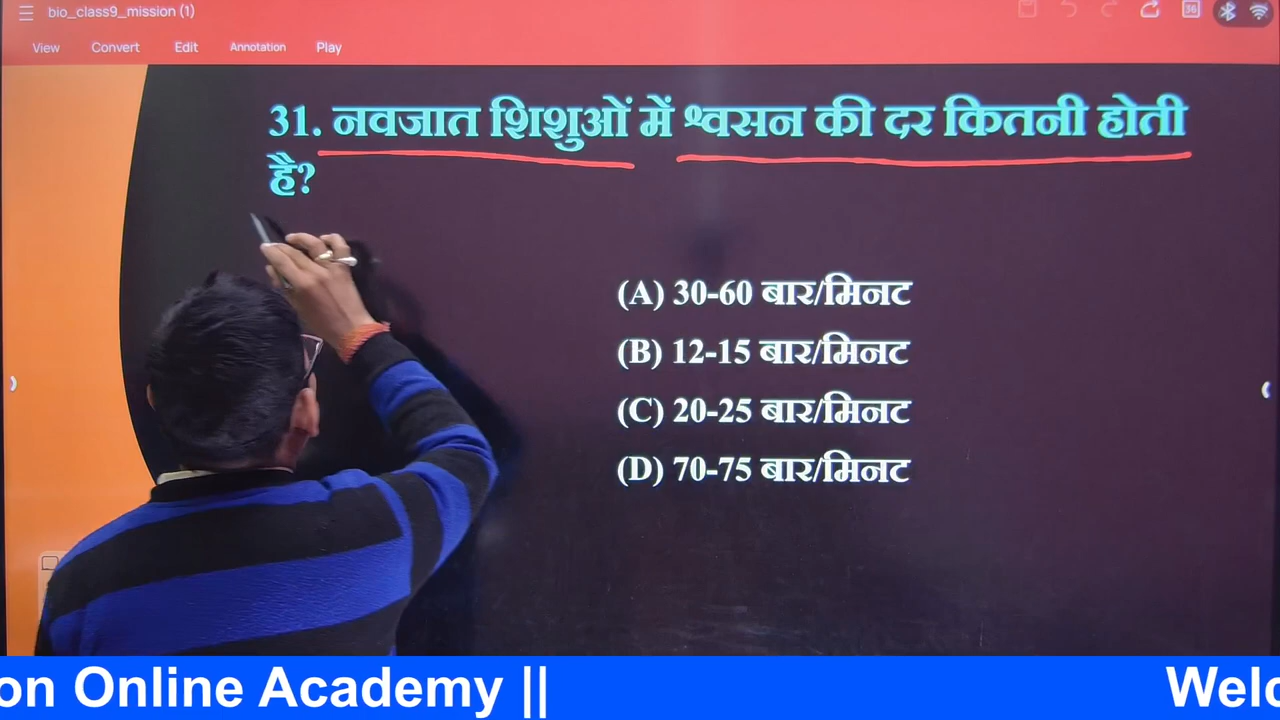 bio_class9_mission (1)
36
View Convert Edit Annotation Play
31. नवजात शिशुओं में श्वसन की दर कितनी होती
है?
(A) 30-60 बार/मिनट
(B) 12-15 बार/मिनट
(C) 20-25 बार/मिनट
(D) 70-75 बार/मिनट
on Online Academy || Welc